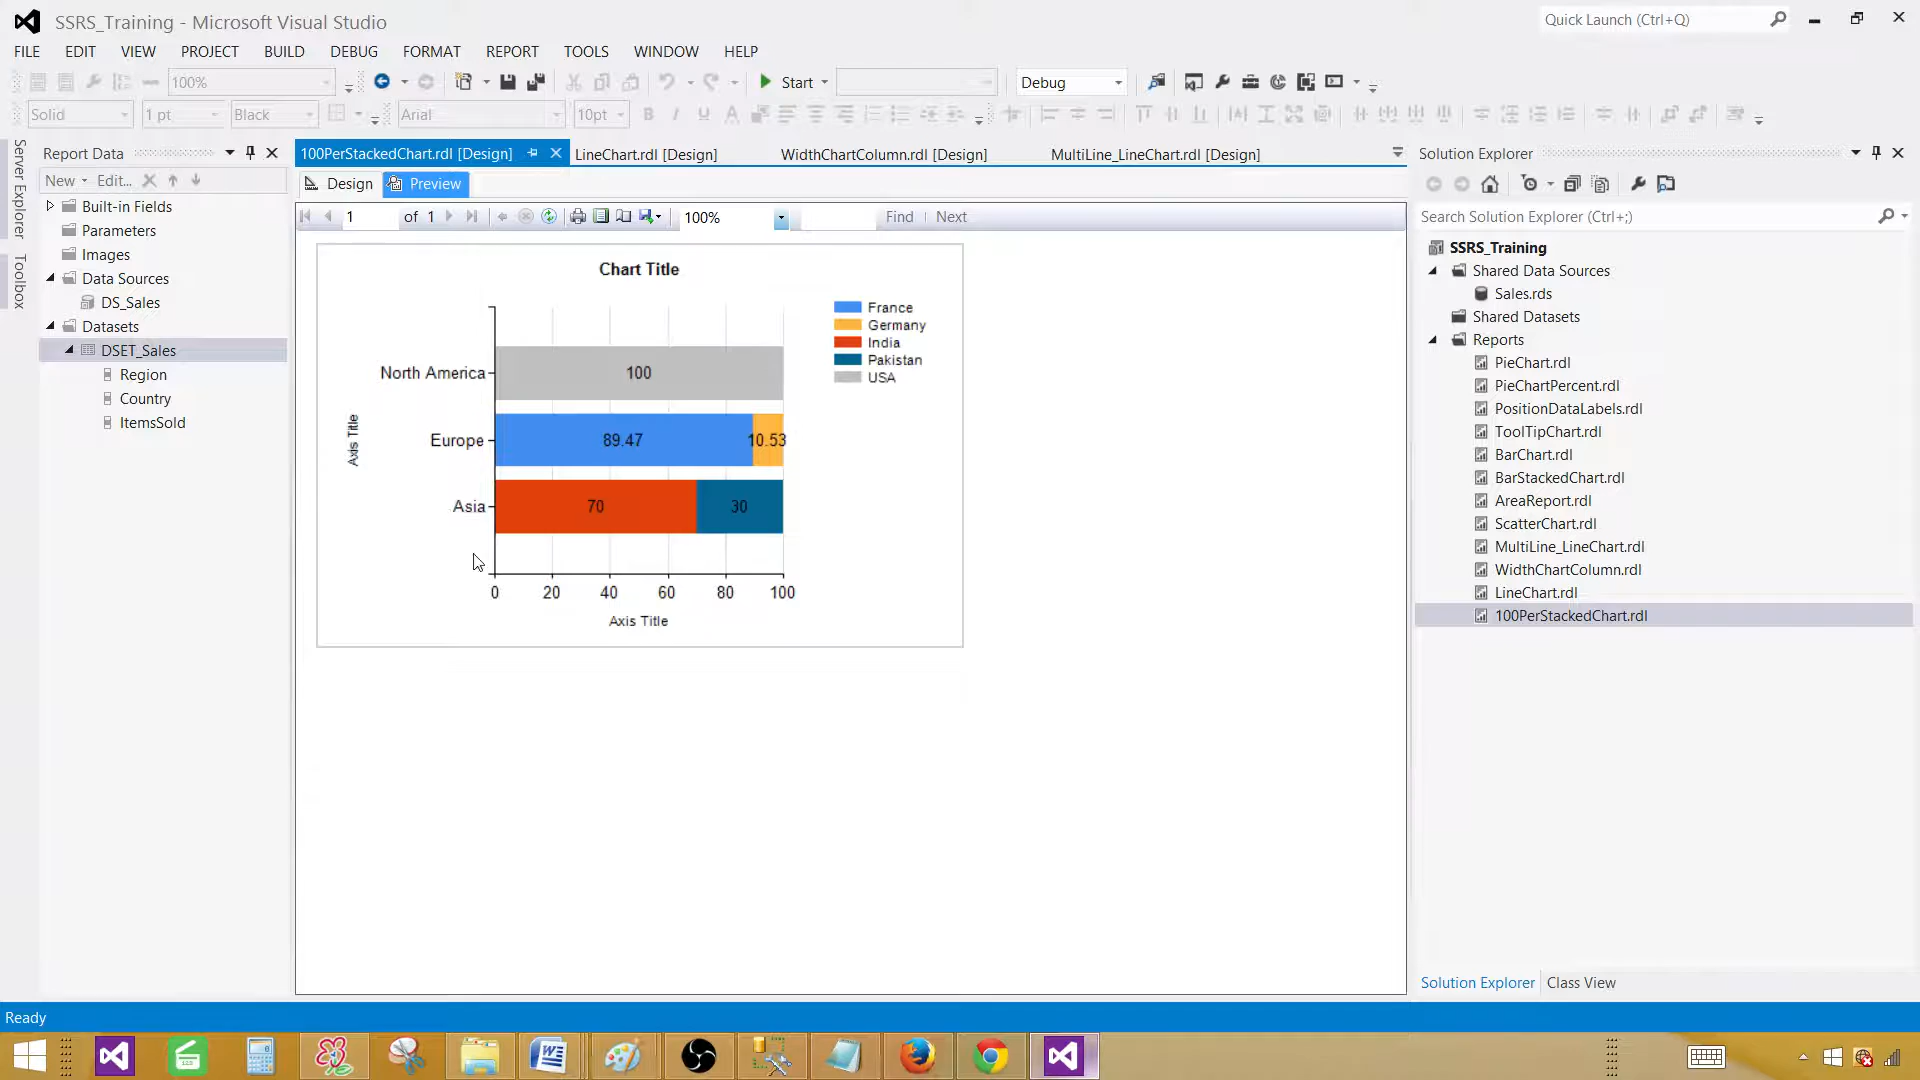 SSRS_Training - Microsoft Visual Studio
Quick Launch (Ctrl+Q)
FILE EDIT VIEW PROJECT BUILD DEBUG FORMAT REPORT TOOLS WINDOW HELP
100% Start Debug
Solid 1 pt Black Arial 10pt B I U A
Server Explorer
Toolbox
Report Data
New Edit...
Built-in Fields
Parameters
Images
Data Sources
DS_Sales
Datasets
DSET_Sales
Region
Country
ItemsSold
100PerStackedChart.rdl [Design] LineChart.rdl [Design] WidthChartColumn.rdl [Design] MultiLine_LineChart.rdl [Design]
Design Preview
1 of 1 100% Find Next
Chart Title
France
Germany
India
Pakistan
USA
Axis Title
North America 100
Europe 89.47 10.53
Asia 70 30
0 20 40 60 80 100
Axis Title
Solution Explorer
Search Solution Explorer (Ctrl+;)
SSRS_Training
Shared Data Sources
Sales.rds
Shared Datasets
Reports
PieChart.rdl
PieChartPercent.rdl
PositionDataLabels.rdl
ToolTipChart.rdl
BarChart.rdl
BarStackedChart.rdl
AreaReport.rdl
ScatterChart.rdl
MultiLine_LineChart.rdl
WidthChartColumn.rdl
LineChart.rdl
100PerStackedChart.rdl
Solution Explorer Class View
Ready